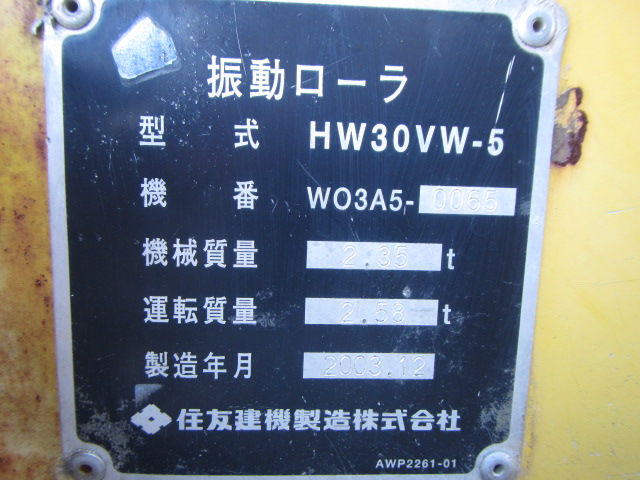 振動ローラ
型式 HW30VW-5
機番 WO3A5-0065
機械質量 2.35 t
運転質量 2.58 t
製造年月 2003.12
住友建機製造株式会社
AWP2261-01